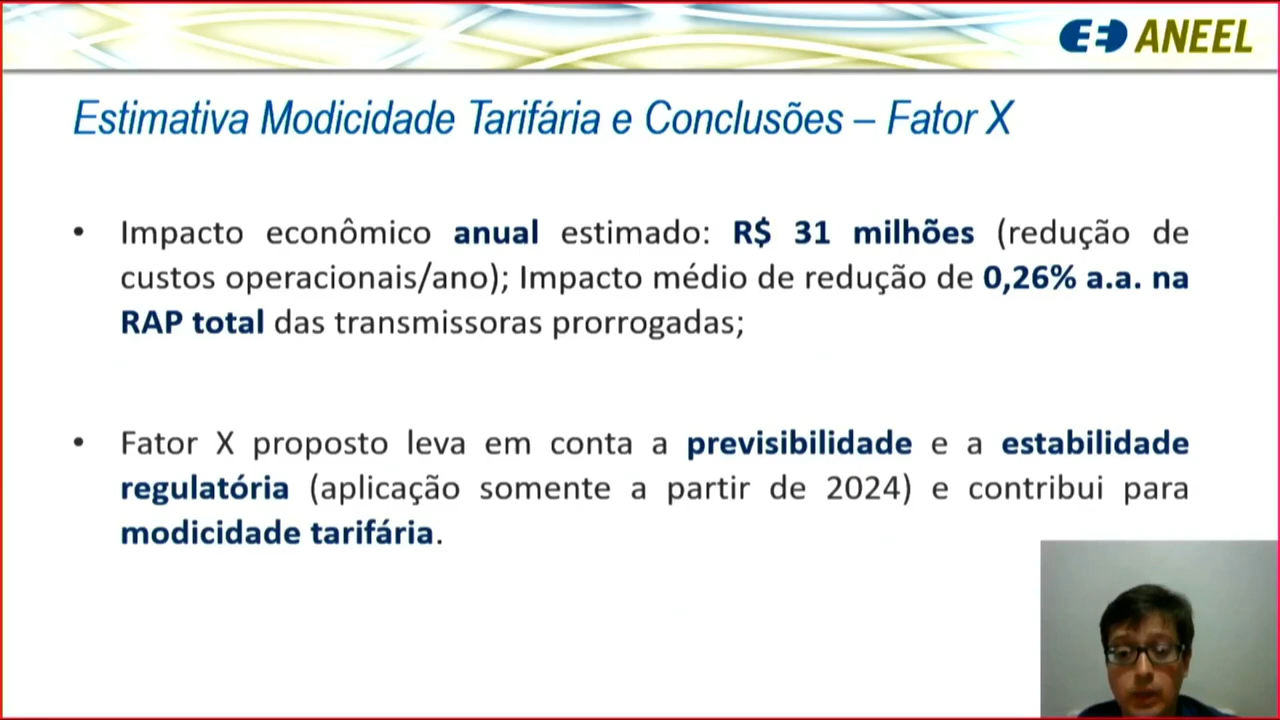 ANEEL
Estimativa Modicidade Tarifária e Conclusões – Fator X
• Impacto econômico anual estimado: R$ 31 milhões (redução de
custos operacionais/ano); Impacto médio de redução de 0,26% a.a. na
RAP total das transmissoras prorrogadas;
• Fator X proposto leva em conta a previsibilidade e a estabilidade
regulatória (aplicação somente a partir de 2024) e contribui para
modicidade tarifária.